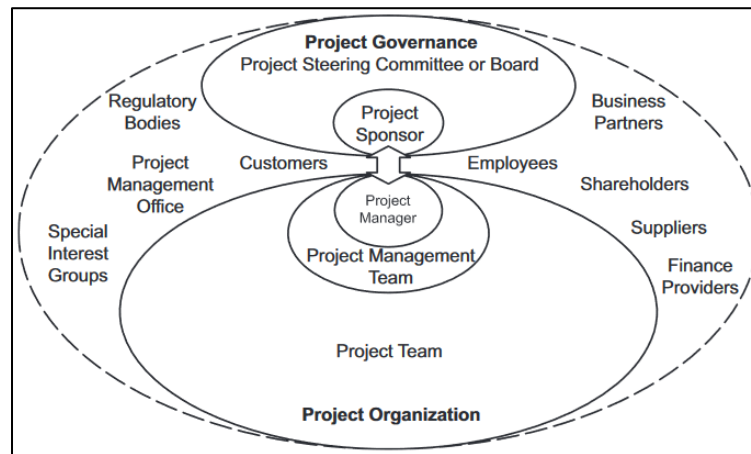 Project Governance
Project Steering Committee or Board
Regulatory
Bodies
Project
Sponsor
Business
Partners
Project
Management
Office
Customers
Employees
Shareholders
Special
Interest
Groups
Project
Manager
Suppliers
Project Management
Team
Finance
Providers
Project Team
Project Organization